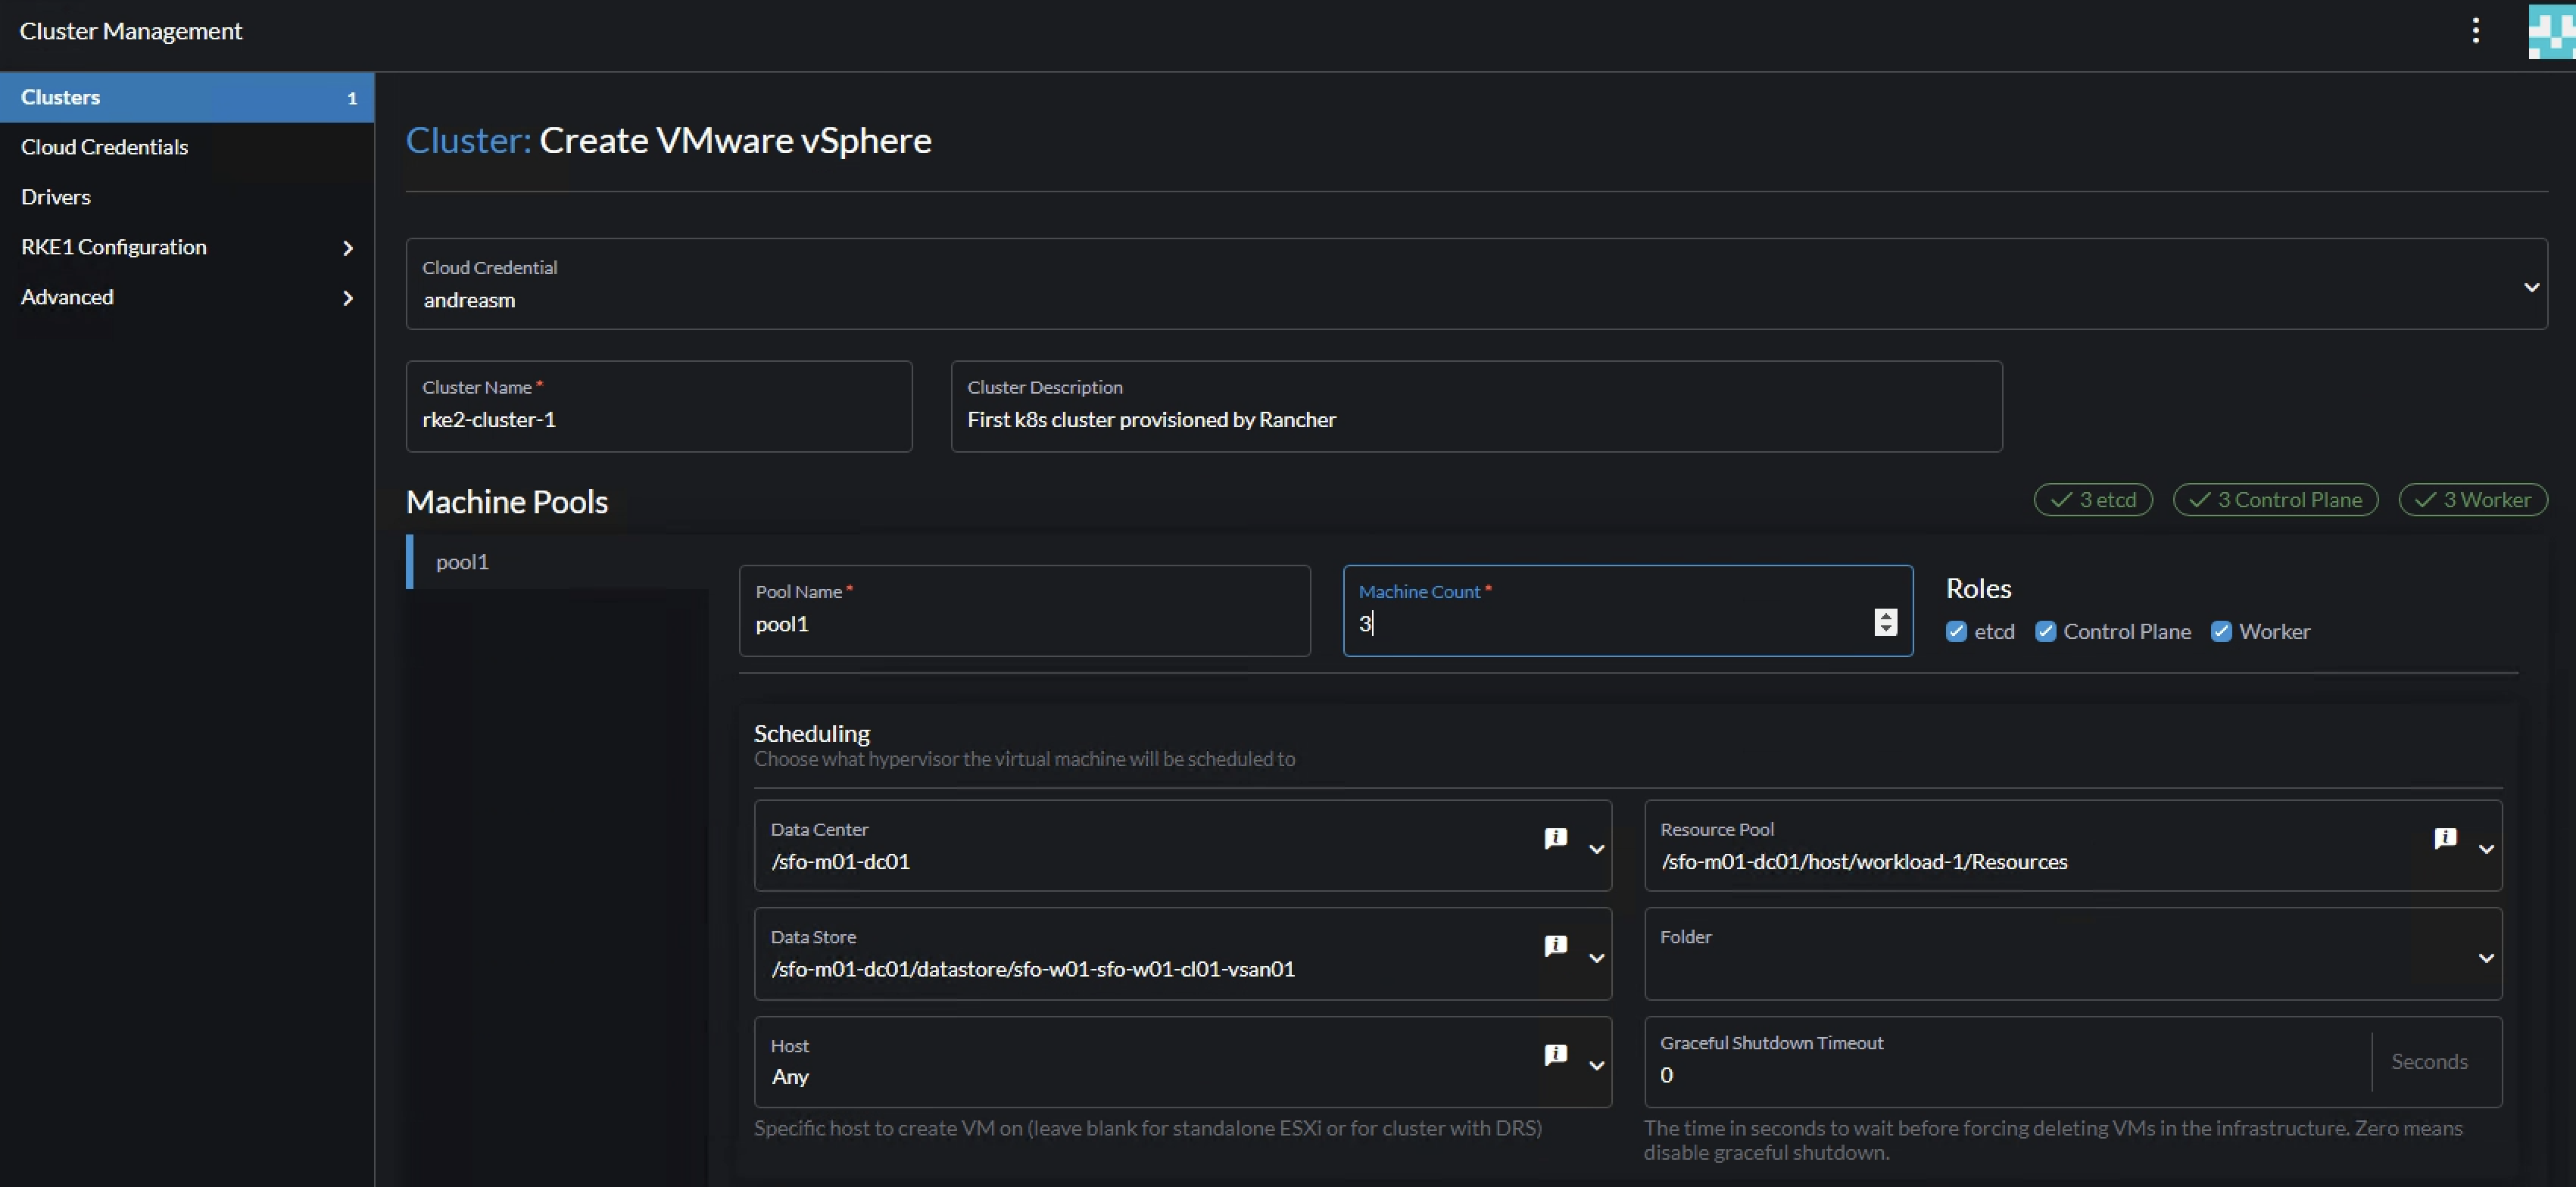 Cluster Management
Clusters 1
Cloud Credentials
Drivers
RKE1 Configuration
Advanced
Cluster: Create VMware vSphere
Cloud Credential
andreasm
Cluster Name *
rke2-cluster-1
Cluster Description
First k8s cluster provisioned by Rancher
Machine Pools
3 etcd
3 Control Plane
3 Worker
pool1
Pool Name *
pool1
Machine Count *
3
Roles
etcd
Control Plane
Worker
Scheduling
Choose what hypervisor the virtual machine will be scheduled to
Data Center
/sfo-m01-dc01
Resource Pool
/sfo-m01-dc01/host/workload-1/Resources
Data Store
/sfo-m01-dc01/datastore/sfo-w01-sfo-w01-cl01-vsan01
Folder
Host
Any
Specific host to create VM on (leave blank for standalone ESXi or for cluster with DRS)
Graceful Shutdown Timeout
0
Seconds
The time in seconds to wait before forcing deleting VMs in the infrastructure. Zero means
disable graceful shutdown.